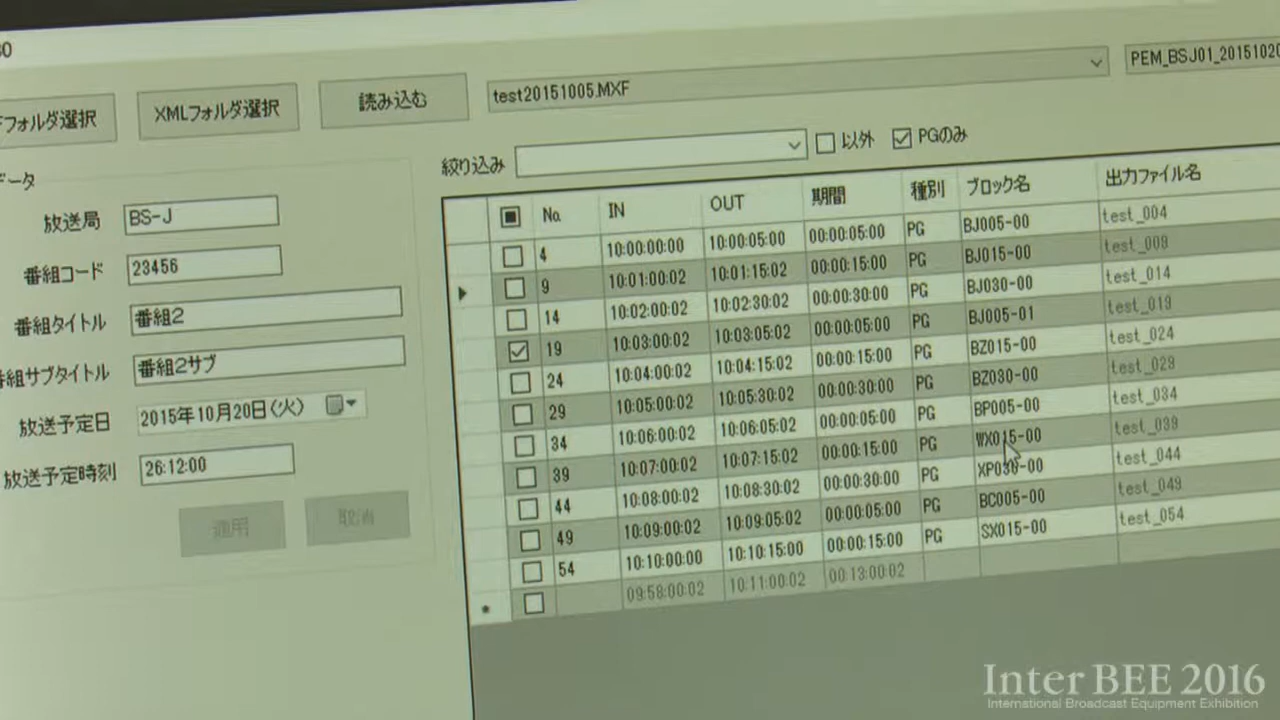 フォルダ選択 XMLフォルダ選択 読み込む test20151005.MXF PEM_BSJ01_20151020
絞り込み 以外 PGのみ
ータ
放送局 BS-J
番組コード 23456
番組タイトル 番組2
番組サブタイトル 番組2サブ
放送予定日 2015年10月20日(火)
放送予定時刻 26:12:00
適用 取消
No. IN OUT 期間 種別 ブロック名 出力ファイル名
4 10:00:00:00 10:00:05:00 00:00:05:00 PG BJ005-00 test_004
9 10:01:00:02 10:01:15:02 00:00:15:00 PG BJ015-00 test_009
14 10:02:00:02 10:02:30:02 00:00:30:00 PG BJ030-00 test_014
19 10:03:00:02 10:03:05:02 00:00:05:00 PG BJ005-01 test_019
24 10:04:00:02 10:04:15:02 00:00:15:00 PG BZ015-00 test_024
29 10:05:00:02 10:05:30:02 00:00:30:00 PG BZ030-00 test_029
34 10:06:00:02 10:06:05:02 00:00:05:00 PG BP005-00 test_034
39 10:07:00:02 10:07:15:02 00:00:15:00 PG WX015-00 test_039
44 10:08:00:02 10:08:30:02 00:00:30:00 PG XP030-00 test_044
49 10:09:00:02 10:09:05:02 00:00:05:00 PG BC005-00 test_049
54 10:10:00:00 10:10:15:00 00:00:15:00 PG SX015-00 test_054
09:58:00:02 10:11:00:02 00:13:00:02
Inter BEE 2016
International Broadcast Equipment Exhibition